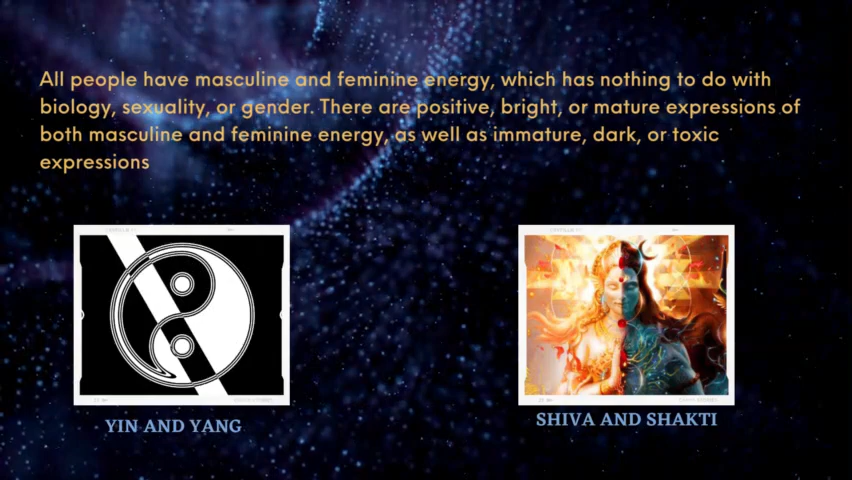 All people have masculine and feminine energy, which has nothing to do with
biology, sexuality, or gender. There are positive, bright, or mature expressions of
both masculine and feminine energy, as well as immature, dark, or toxic
expressions
YIN AND YANG
SHIVA AND SHAKTI